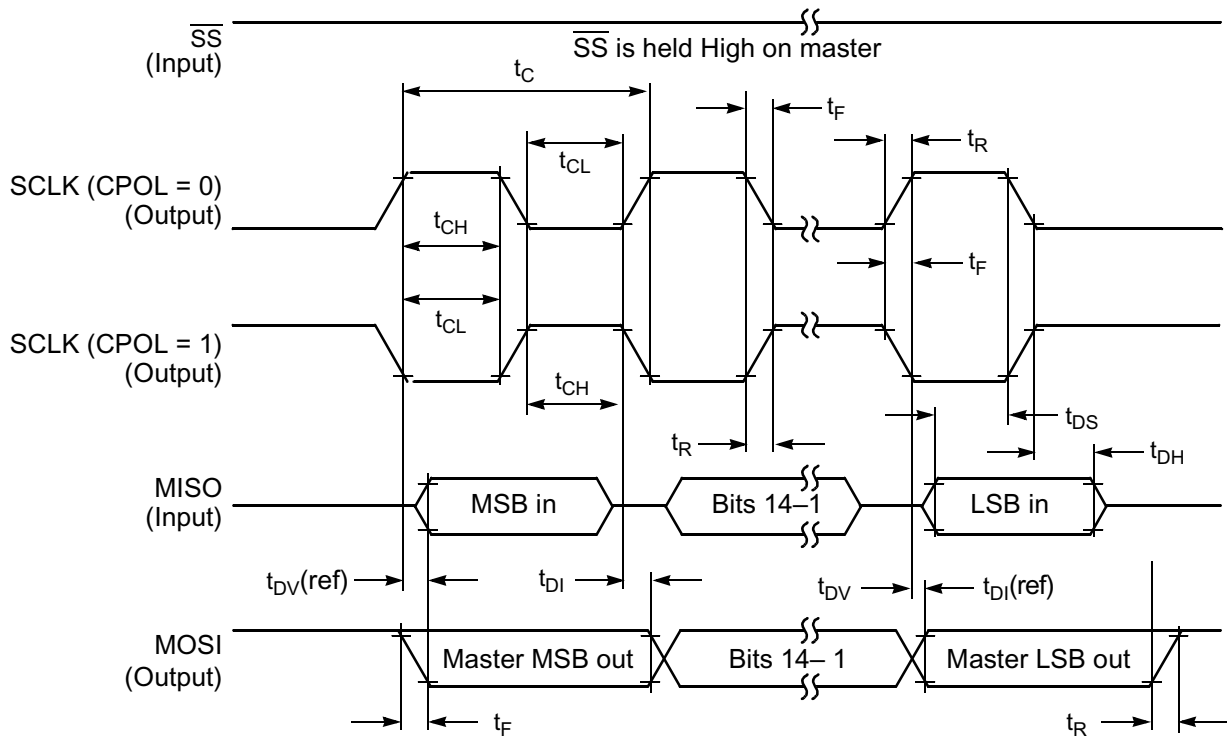 SS
(Input)
SS is held High on master
tC
tF
tR
tCL
SCLK (CPOL = 0)
(Output)
tCH
tF
tCL
SCLK (CPOL = 1)
(Output)
tCH
tDS
tR
tDH
MISO
(Input)
MSB in
Bits 14–1
LSB in
tDV(ref)
tDI
tDV
tDI(ref)
MOSI
(Output)
Master MSB out
Bits 14– 1
Master LSB out
tF
tR